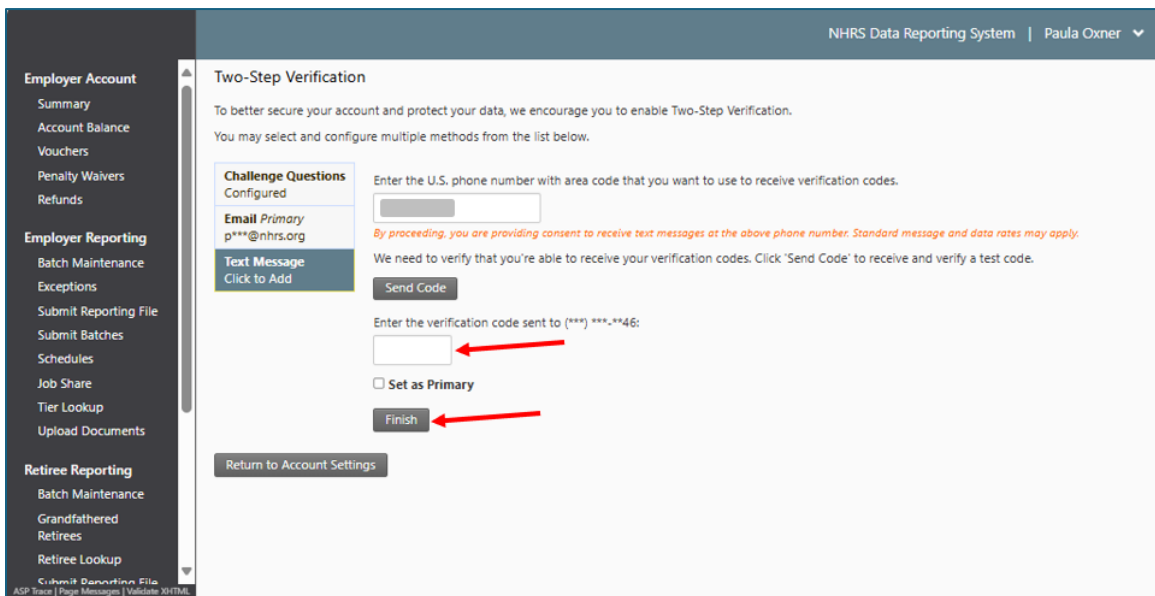 NHRS Data Reporting System | Paula Oxner
Employer Account
Summary
Account Balance
Vouchers
Penalty Waivers
Refunds
Employer Reporting
Batch Maintenance
Exceptions
Submit Reporting File
Submit Batches
Schedules
Job Share
Tier Lookup
Upload Documents
Retiree Reporting
Batch Maintenance
Grandfathered
Retirees
Retiree Lookup
Submit Reporting File
ASP Trace | Page Messages | Validate XHTML
Two-Step Verification
To better secure your account and protect your data, we encourage you to enable Two-Step Verification.
You may select and configure multiple methods from the list below.
Challenge Questions
Configured
Email Primary
p***@nhrs.org
Text Message
Click to Add
Enter the U.S. phone number with area code that you want to use to receive verification codes.
By proceeding, you are providing consent to receive text messages at the above phone number. Standard message and data rates may apply.
We need to verify that you're able to receive your verification codes. Click 'Send Code' to receive and verify a test code.
Send Code
Enter the verification code sent to (***) ***-**46:
Set as Primary
Finish
Return to Account Settings